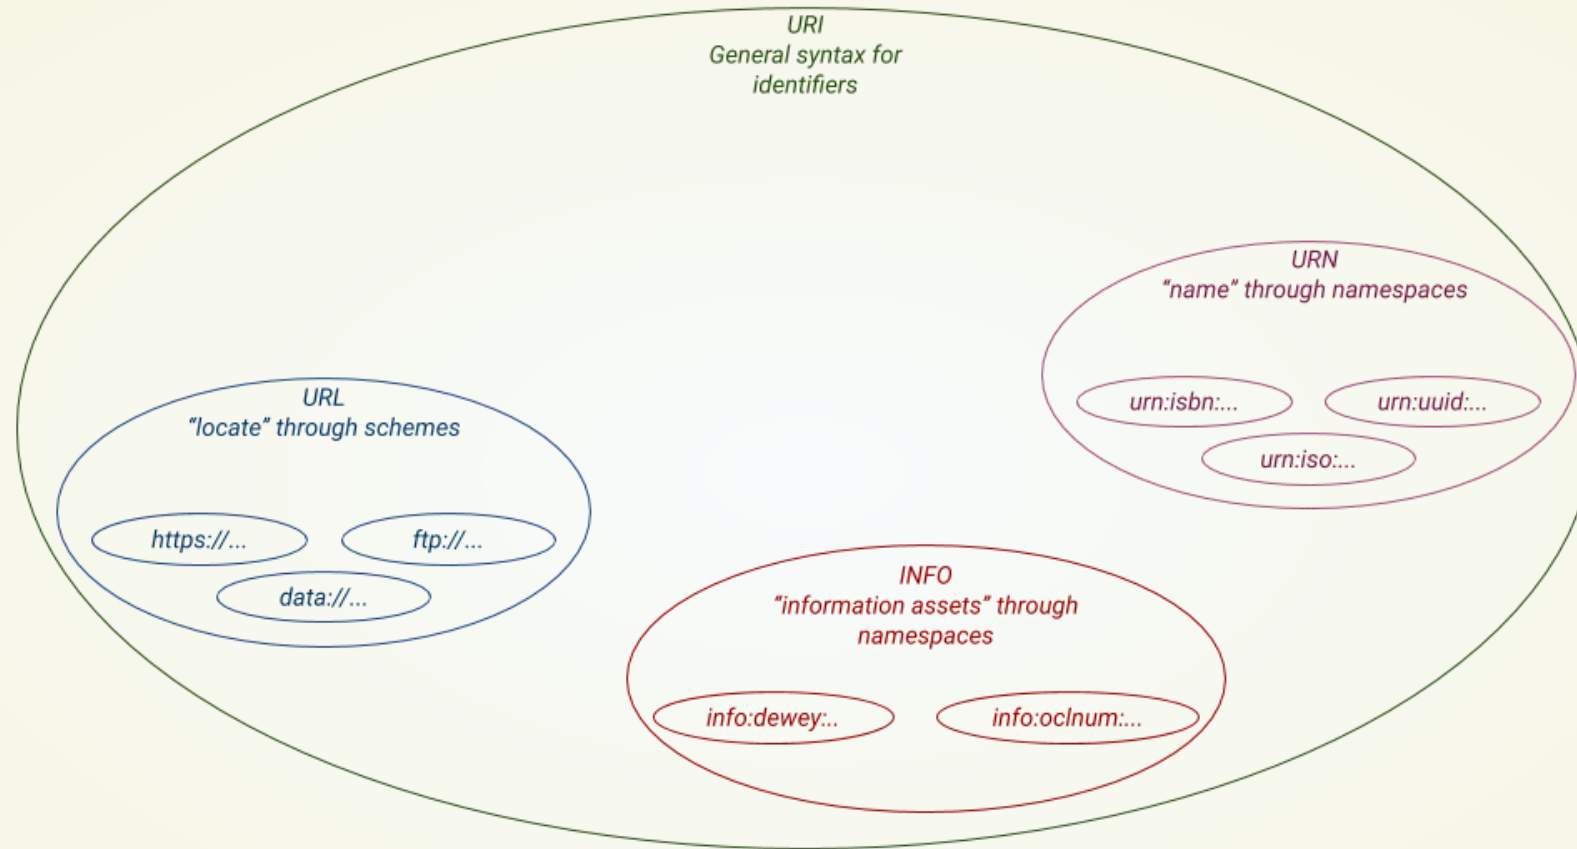 URI
General syntax for
identifiers
URN
“name” through namespaces
urn:isbn:...
urn:uuid:...
urn:iso:...
URL
“locate” through schemes
https://...
ftp://...
data://...
INFO
“information assets” through
namespaces
info:dewey:..
info:oclnum:...